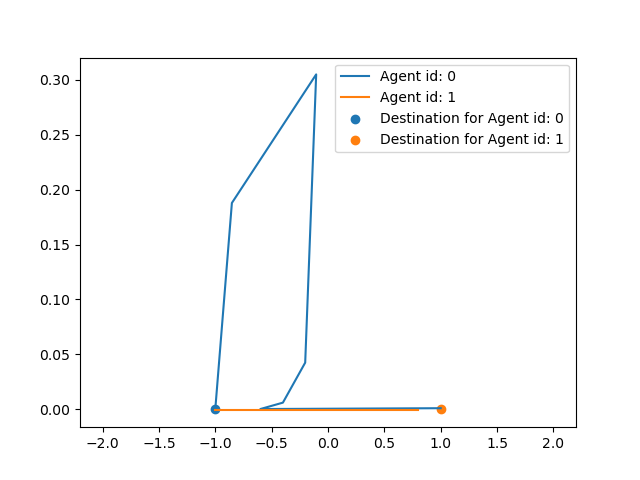 Agent id: 0
Agent id: 1
Destination for Agent id: 0
Destination for Agent id: 1
0.30
0.25
0.20
0.15
0.10
0.05
0.00
−2.0 −1.5 −1.0 −0.5 0.0 0.5 1.0 1.5 2.0